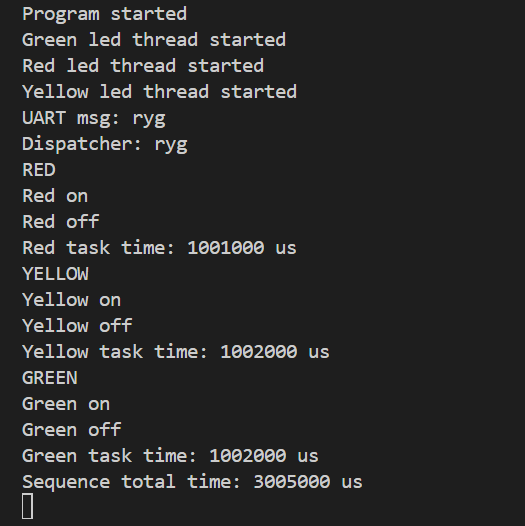 Program started
Green led thread started
Red led thread started
Yellow led thread started
UART msg: ryg
Dispatcher: ryg
RED
Red on
Red off
Red task time: 1001000 us
YELLOW
Yellow on
Yellow off
Yellow task time: 1002000 us
GREEN
Green on
Green off
Green task time: 1002000 us
Sequence total time: 3005000 us